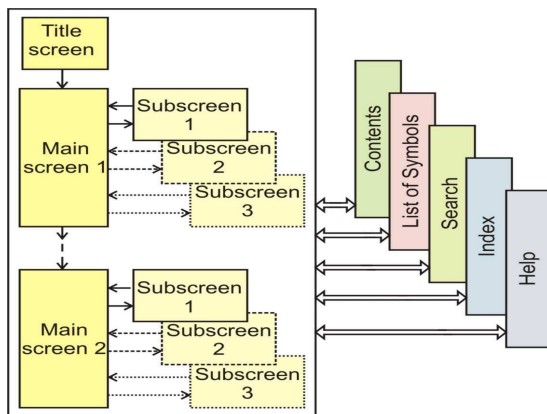 Title
screen
Main
screen 1
Subscreen
1
Subscreen
2
Subscreen
3
Main
screen 2
Subscreen
1
Subscreen
2
Subscreen
3
Contents
List of Symbols
Search
Index
Help